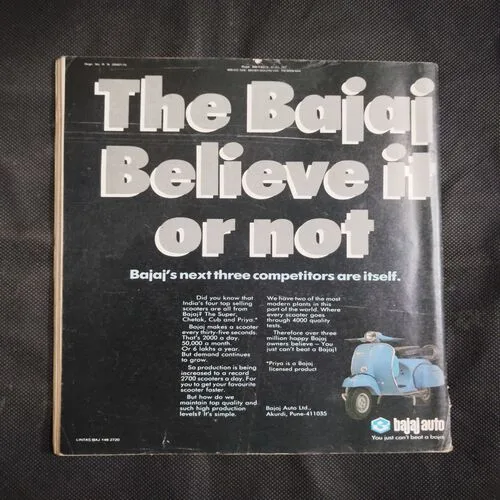 The Bajaj
Believe it
or not
Bajaj's next three competitors are itself.
Did you know that
India's four top selling
scooters are all from
Bajaj? The Super,
Chetak, Cub and Priya.*
Bajaj makes a scooter
every thirty-five seconds.
That's 2000 a day.
50,000 a month.
Or 6 lakhs a year.
But demand continues
to grow.
So production is being
increased to a record
2700 scooters a day. For
you to get your favourite
scooter faster.
But how do we
maintain top quality and
such high production
levels? It's simple.
We have two of the most
modern plants in this
part of the world. Where
every scooter goes
through 4000 quality
tests.
Therefore over three
million happy Bajaj
owners believe – You
just can't beat a Bajaj!
*Priya is a Bajaj
licensed product
Bajaj Auto Ltd.,
Akurdi, Pune-411035
bajaj auto
You just can't beat a bajaj
LINTAS BAJ 148 2720